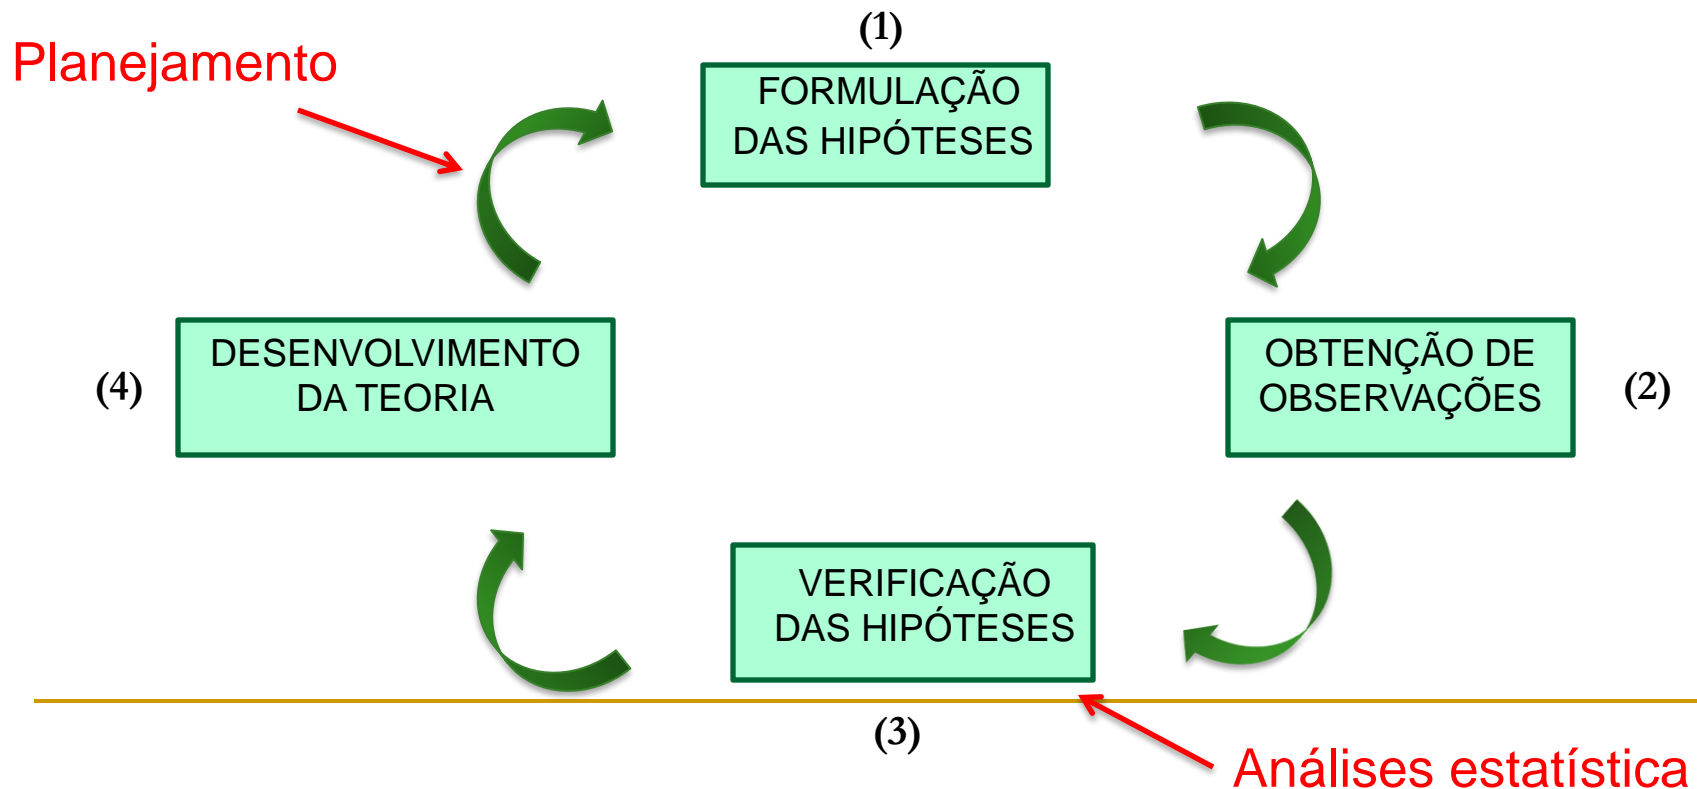 (1)
Planejamento
FORMULAÇÃO
DAS HIPÓTESES
DESENVOLVIMENTO
DA TEORIA
(4)
OBTENÇÃO DE
OBSERVAÇÕES
(2)
VERIFICAÇÃO
DAS HIPÓTESES
(3)
Análises estatística